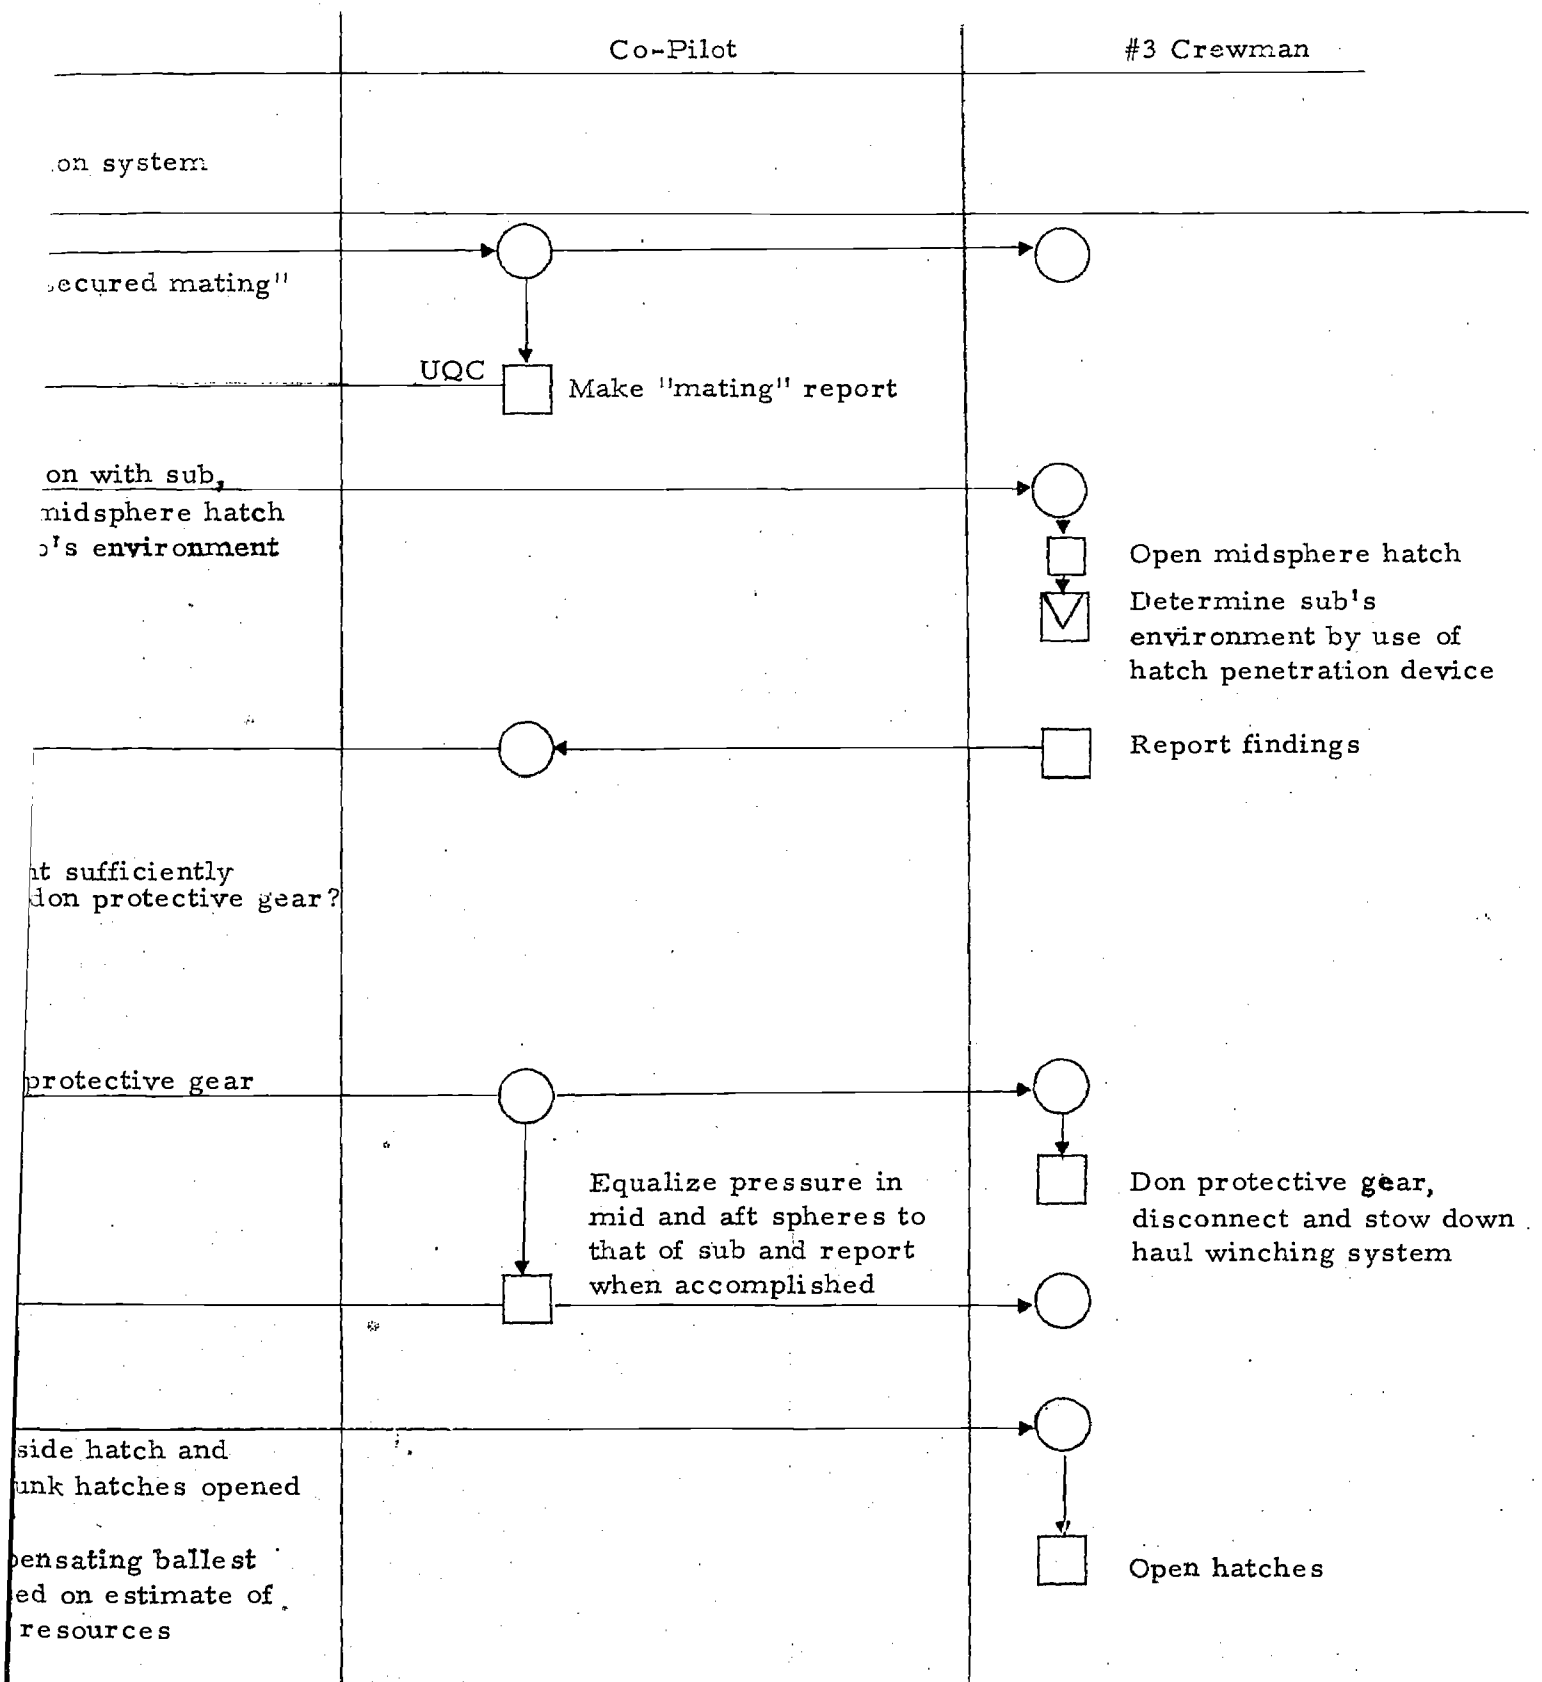 Co-Pilot
#3 Crewman
on system
ecured mating"
UQC
Make "mating" report
on with sub,
midsphere hatch
's environment
Open midsphere hatch
Determine sub's
environment by use of
hatch penetration device
Report findings
nt sufficiently
don protective gear?
protective gear
Equalize pressure in
mid and aft spheres to
that of sub and report
when accomplished
Don protective gear,
disconnect and stow down
haul winching system
side hatch and
unk hatches opened
pensating ballest
ed on estimate of
resources
Open hatches